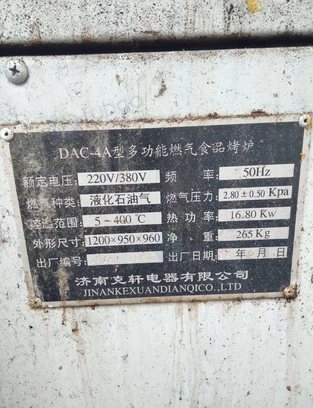 DAC-4A型多功能燃气食品烤炉
额定电压: 220V/380V 频 率: 50Hz
燃气种类: 液化石油气 燃气压力: 2.80±0.50 Kpa
控温范围: 5~400℃ 热 功 率: 16.80 Kw
外形尺寸: 1200×950×960 净 重: 265 Kg
出厂编号: 出厂日期: 年 月 日
济南克轩电器有限公司
JINANKEXUANDIANQICO.,LTD